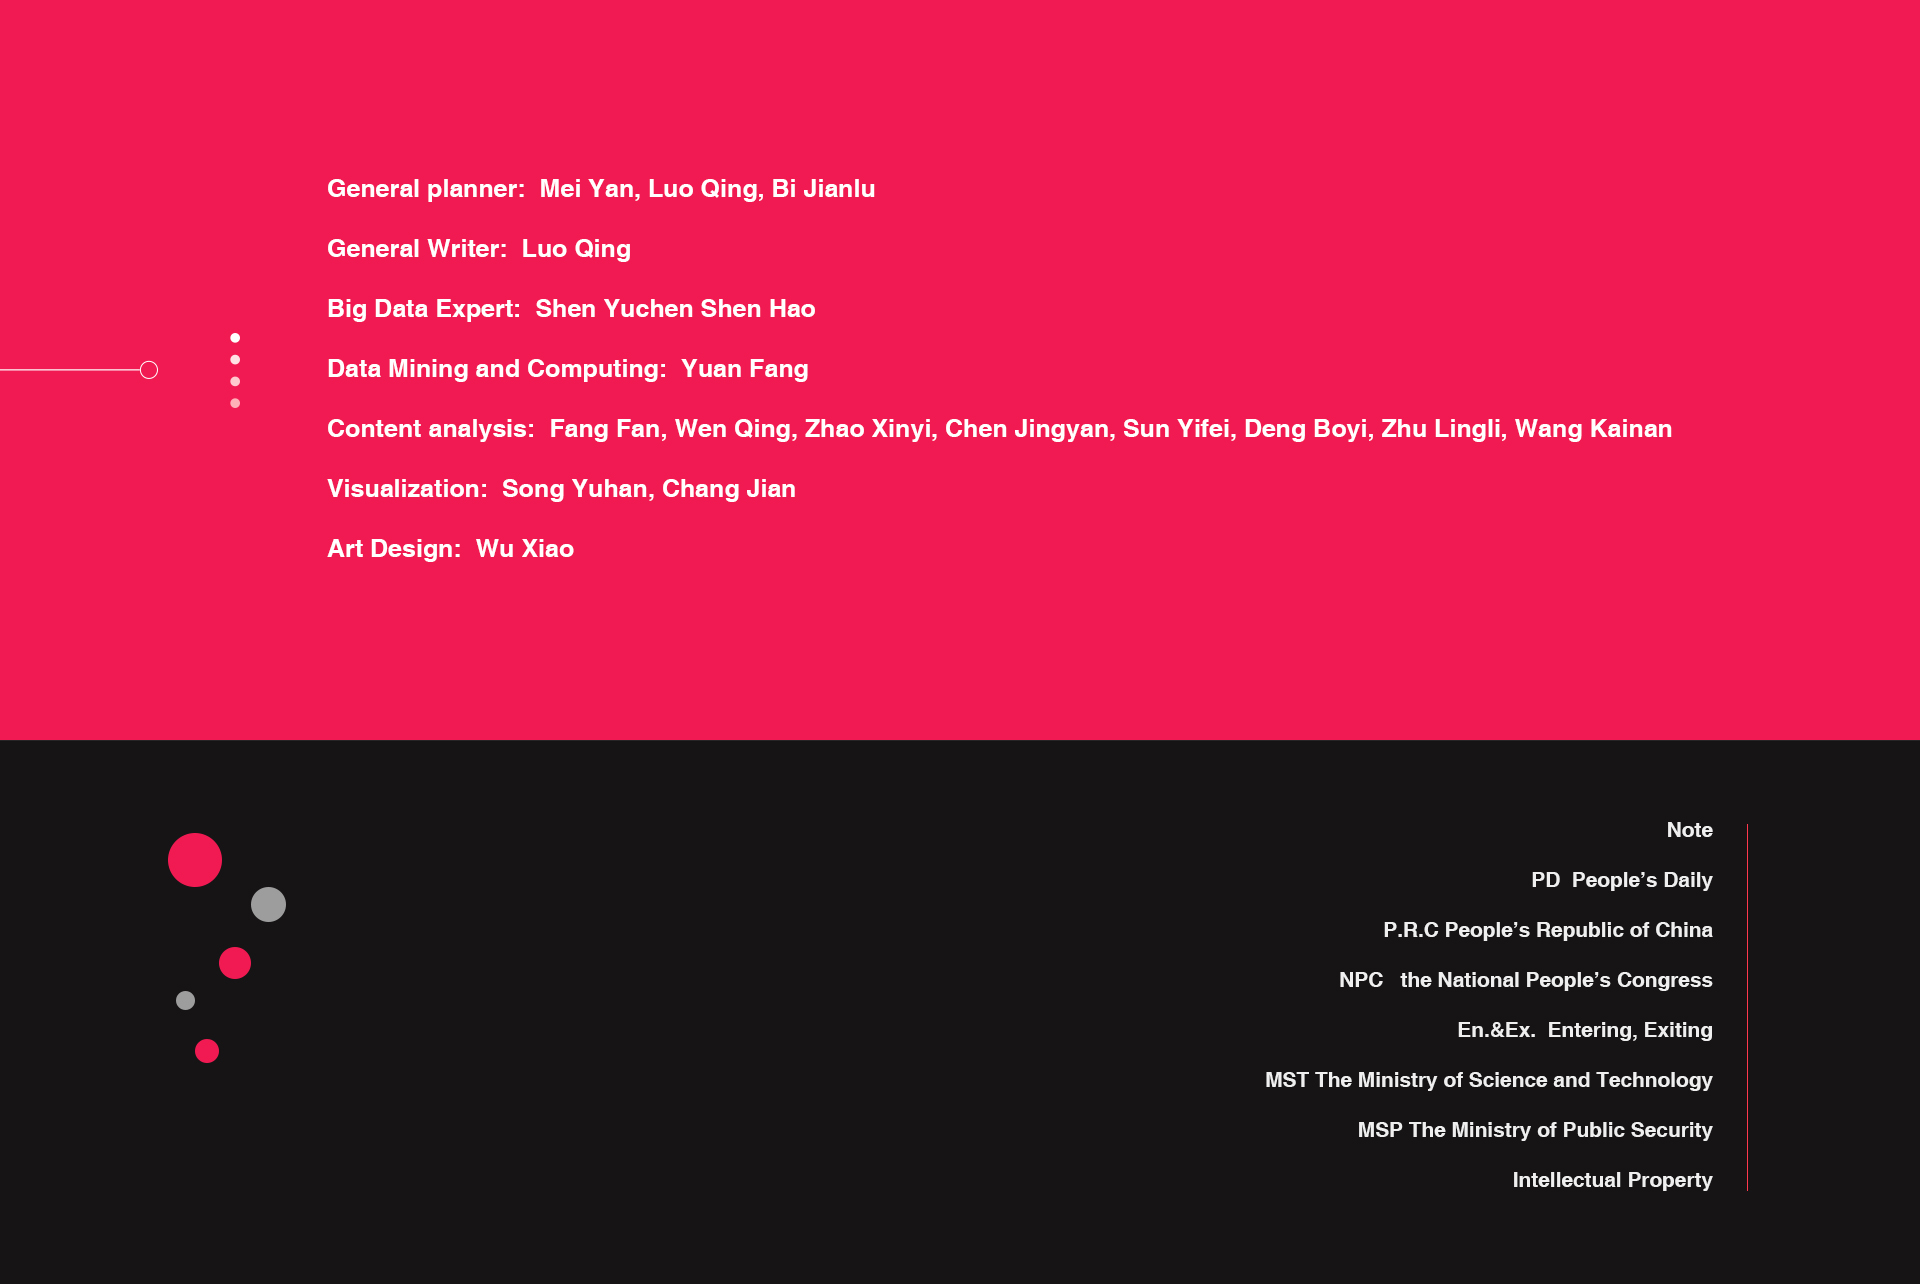 General planner:  Mei Yan, Luo Qing, Bi Jianlu
General Writer:  Luo Qing
Big Data Expert:  Shen Yuchen Shen Hao
Data Mining and Computing:  Yuan Fang
Content analysis:  Fang Fan, Wen Qing, Zhao Xinyi, Chen Jingyan, Sun Yifei, Deng Boyi, Zhu Lingli, Wang Kainan
Visualization:  Song Yuhan, Chang Jian
Art Design:  Wu Xiao
Note
PD  People’s Daily
P.R.C People’s Republic of China
NPC   the National People’s Congress
En.&Ex.  Entering, Exiting
MST The Ministry of Science and Technology
MSP The Ministry of Public Security
Intellectual Property